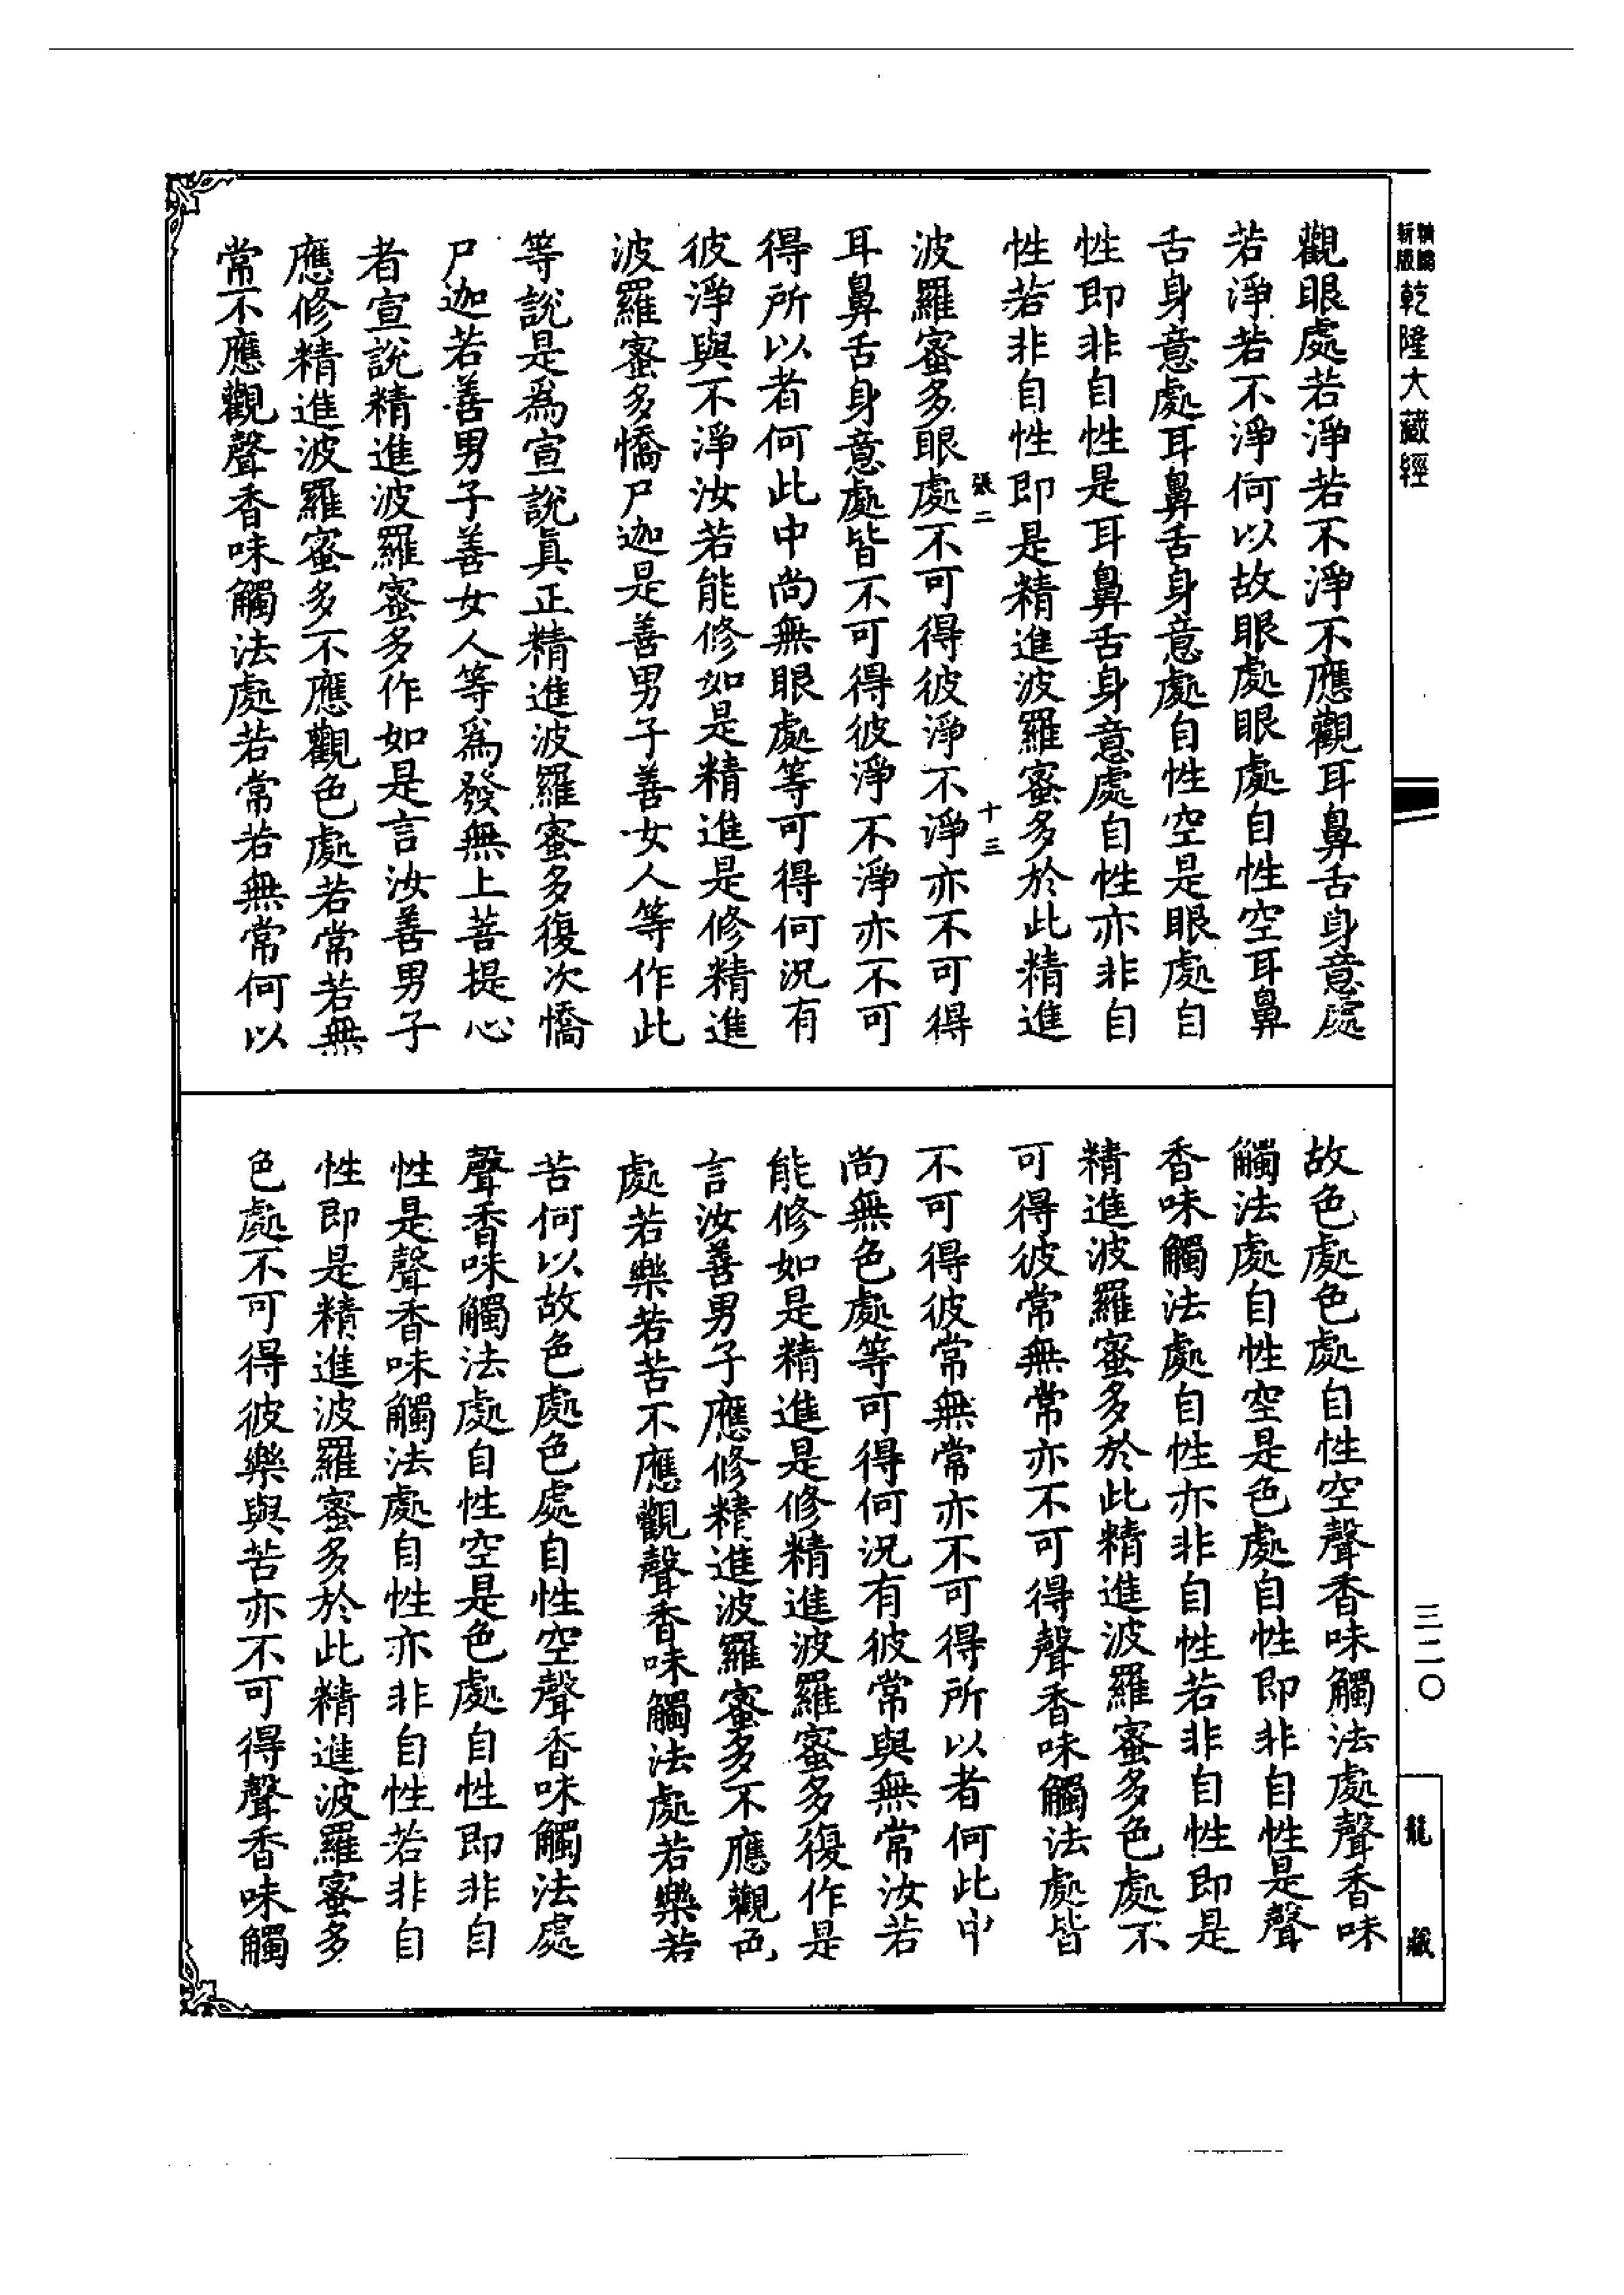 新版
乾隆大藏經
三二〇
龍藏
觀眼處若淨若不淨不應觀耳鼻舌身意處
若淨若不淨何以故眼處眼處自性空耳鼻
舌身意處耳鼻舌身意處自性空是眼處自
性即非自性是耳鼻舌身意處自性亦非自
性若非自性即是精進波羅蜜多於此精進
張二
十三
波羅蜜多眼處不可得彼淨不淨亦不可得
耳鼻舌身意處皆不可得彼淨不淨亦不可
得所以者何此中尚無眼處等可得何況有
彼淨與不淨汝若能修如是精進是修精進
波羅蜜多憍尸迦是善男子善女人等作此
等說是為宣說真正精進波羅蜜多復次憍
尸迦若善男子善女人等為發無上菩提心
者宣說精進波羅蜜多作如是言汝善男子
應修精進波羅蜜多不應觀色處若常若無
常不應觀聲香味觸法處若常若無常何以
故色處色處自性空聲香味觸法處聲香味
觸法處自性空是色處自性即非自性是聲
香味觸法處自性亦非自性若非自性即是
精進波羅蜜多於此精進波羅蜜多色處不
可得彼常無常亦不可得聲香味觸法處皆
不可得彼常無常亦不可得所以者何此中
尚無色處等可得何況有彼常與無常汝若
能修如是精進是修精進波羅蜜多復作是
言汝善男子應修精進波羅蜜多不應觀色
處若樂若苦不應觀聲香味觸法處若樂若
苦何以故色處色處自性空聲香味觸法處
聲香味觸法處自性空是色處自性即非自
性是聲香味觸法處自性亦非自性若非自
性即是精進波羅蜜多於此精進波羅蜜多
色處不可得彼樂與苦亦不可得聲香味觸